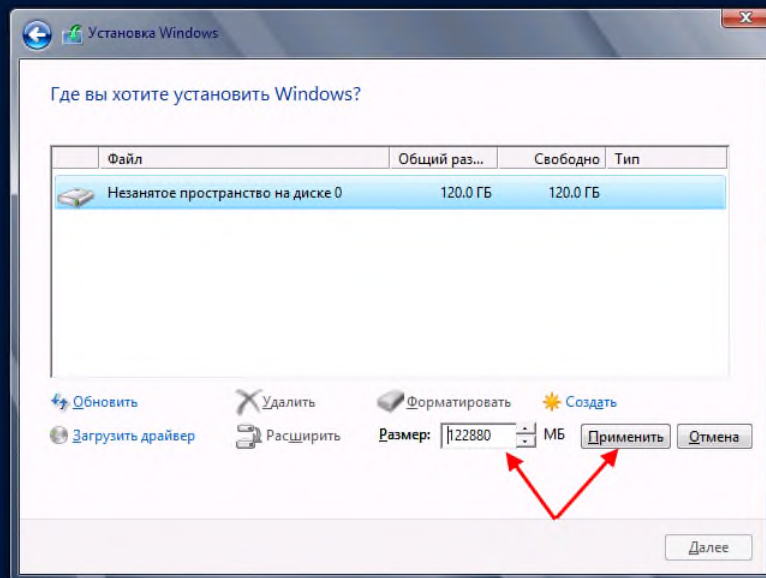 Установка Windows
Где вы хотите установить Windows?
Файл Общий раз... Свободно Тип
Незанятое пространство на диске 0 120.0 ГБ 120.0 ГБ
Обновить Удалить Форматировать Создать
Загрузить драйвер Расширить Размер: 122880 МБ Применить Отмена
Далее